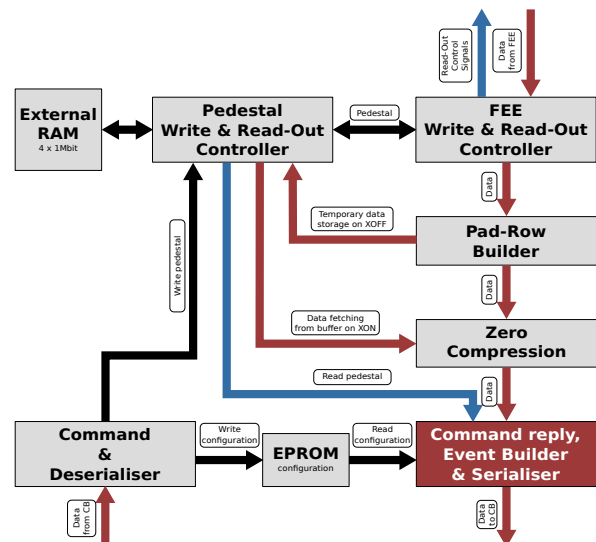 Read-Out
Control
Signals
Data
from FEE
External
RAM
4 x 1Mbit
Pedestal
Write & Read-Out
Controller
Pedestal
FEE
Write & Read-Out
Controller
Data
Temporary data
storage on XOFF
Pad-Row
Builder
Write pedestal
Data
Data fetching
from buffer on XON
Zero
Compression
Read pedestal
Data
Command
&
Deserialiser
Write
configuration
EPROM
configuration
Read
configuration
Command reply,
Event Builder
& Serialiser
Data
from CB
Data
to CB